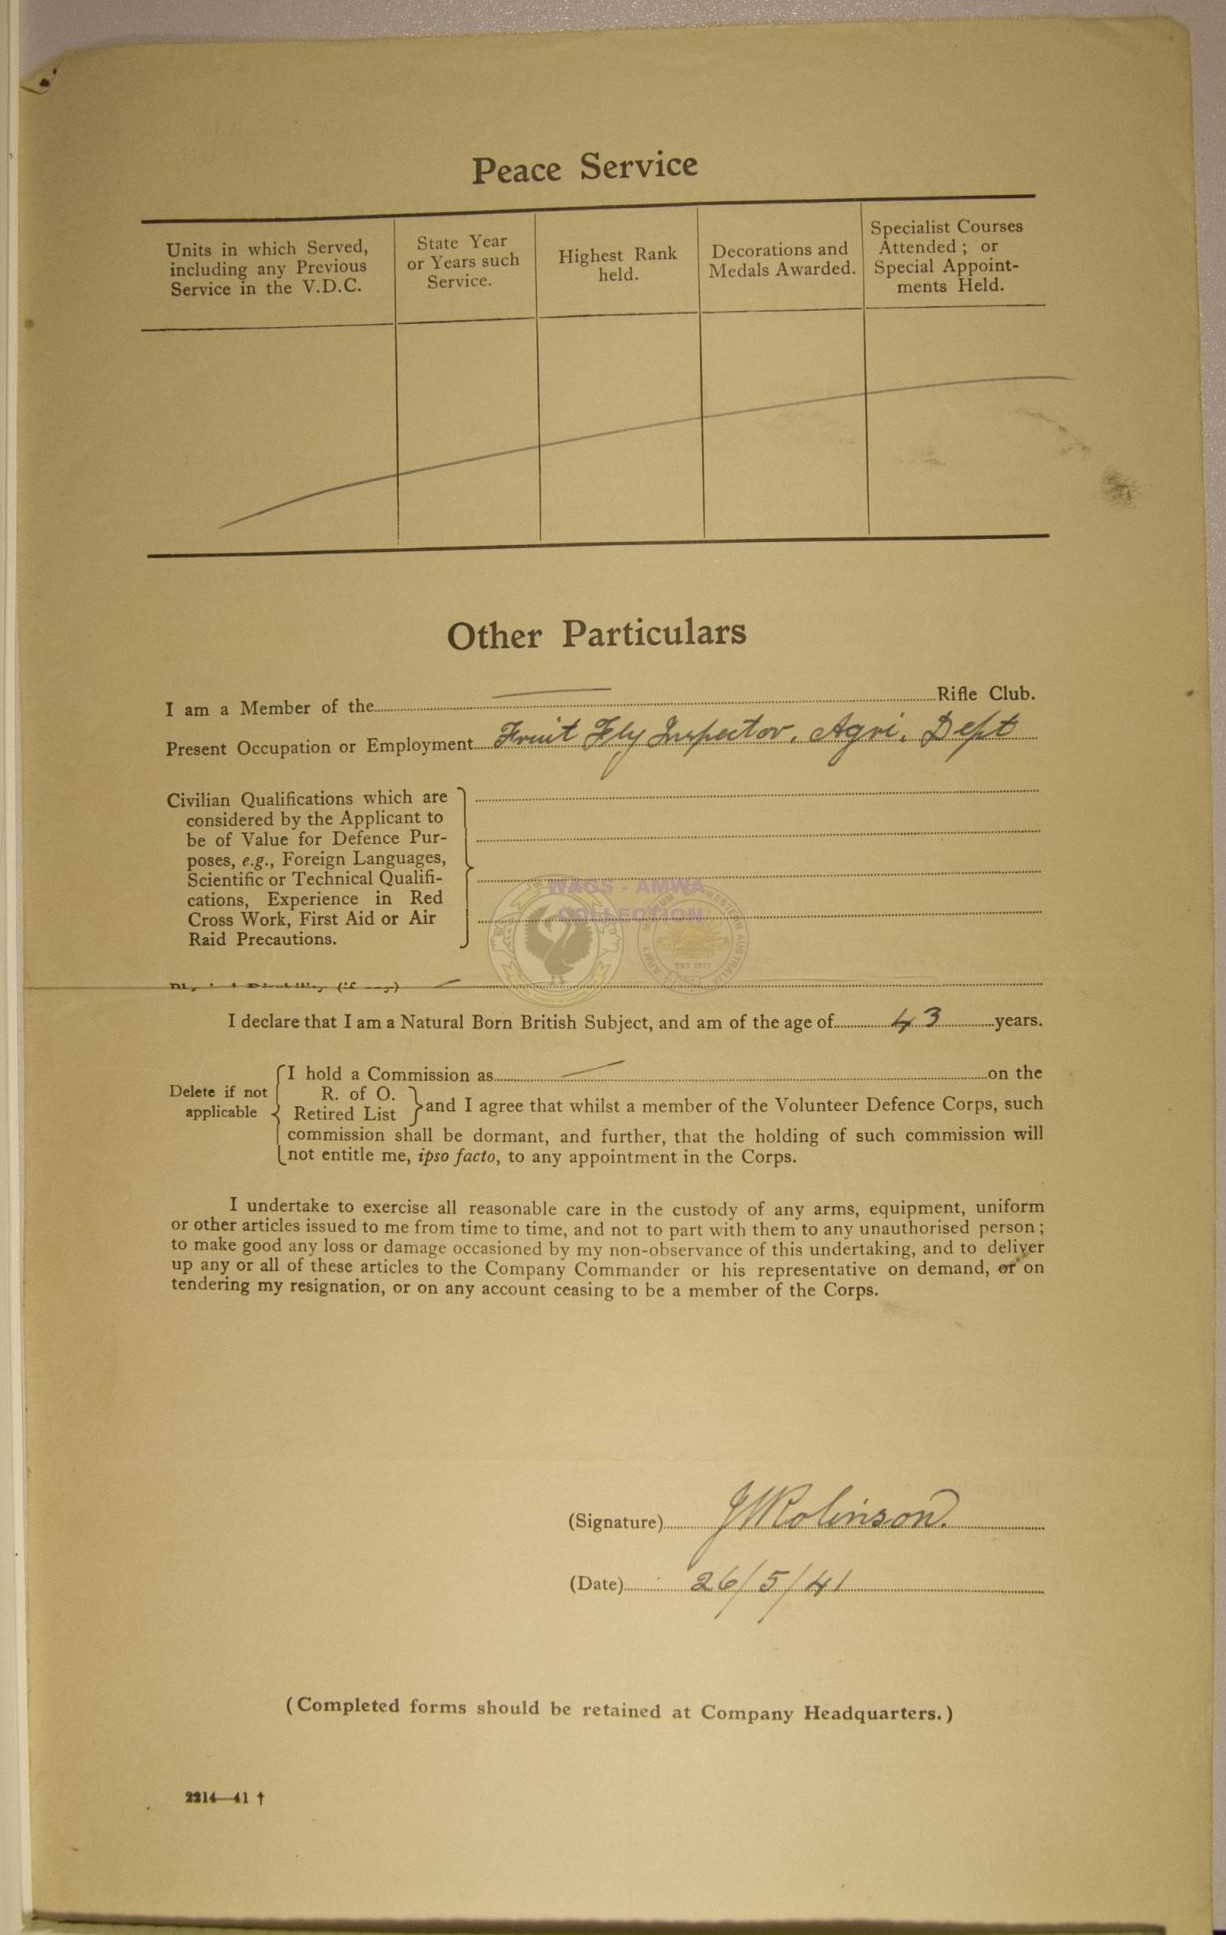 Peace Service
Units in which Served,
including any Previous
Service in the V.D.C.
State Year
or Years such
Service.
Highest Rank
held.
Decorations and
Medals Awarded.
Specialist Courses
Attended ; or
Special Appoint-
ments Held.
Other Particulars
I am a Member of the Rifle Club.
Present Occupation or Employment Fruit Fly Inspector. Agri. Dept
Civilian Qualifications which are
considered by the Applicant to
be of Value for Defence Pur-
poses, e.g., Foreign Languages,
Scientific or Technical Qualifi-
cations, Experience in Red
Cross Work, First Aid or Air
Raid Precautions.
WAGS - AMWA
COLLECTION
I declare that I am a Natural Born British Subject, and am of the age of 43 years.
Delete if not
applicable
I hold a Commission as on the
R. of O.
Retired List
and I agree that whilst a member of the Volunteer Defence Corps, such
commission shall be dormant, and further, that the holding of such commission will
not entitle me, ipso facto, to any appointment in the Corps.
I undertake to exercise all reasonable care in the custody of any arms, equipment, uniform
or other articles issued to me from time to time, and not to part with them to any unauthorised person ;
to make good any loss or damage occasioned by my non-observance of this undertaking, and to deliver
up any or all of these articles to the Company Commander or his representative on demand, or on
tendering my resignation, or on any account ceasing to be a member of the Corps.
(Signature) JW Robinson.
(Date) 26/5/41
(Completed forms should be retained at Company Headquarters.)
2214—41 †